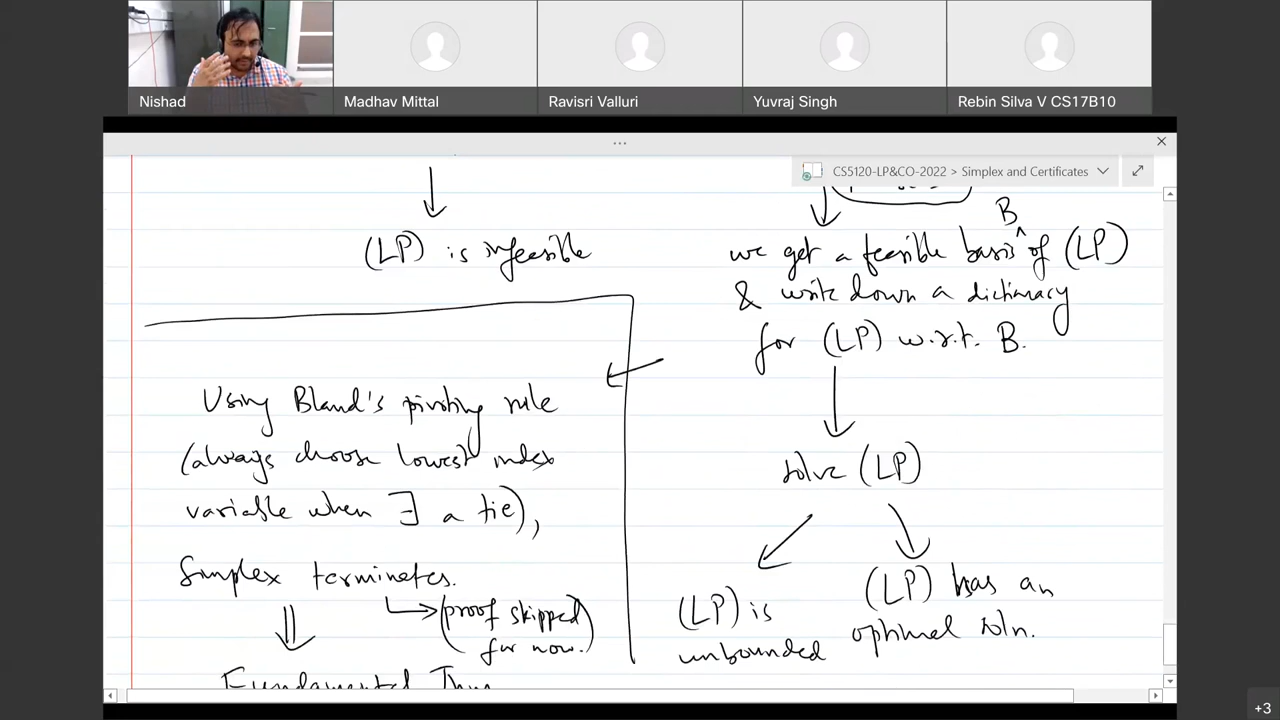 Nishad
Madhav Mittal
Ravisri Valluri
Yuvraj Singh
Rebin Silva V CS17B10
CS5120-LP&CO-2022 > Simplex and Certificates
(LP) is infeasible
B
we get a feasible basis ^ of (LP)
& write down a dictionary
for (LP) w.r.t. B.
solve (LP)
(LP) is
unbounded
(LP) has an
optimal soln.
Using Bland's pivoting rule
(always choose lowest index
variable when ∃ a tie),
Simplex terminates.
(proof skipped
for now.)
Fundamental Thm
+3